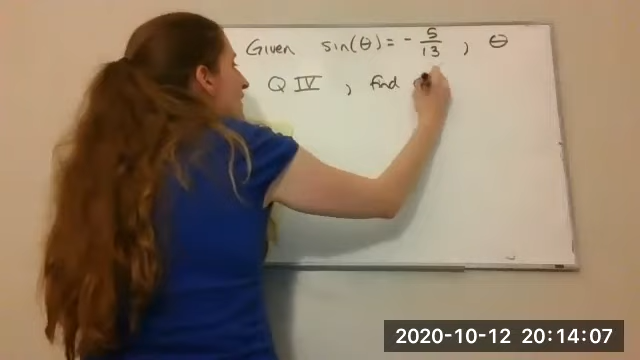 Given sin(θ) = - 5/13 , θ
Q IV , find
2020-10-12 20:14:07